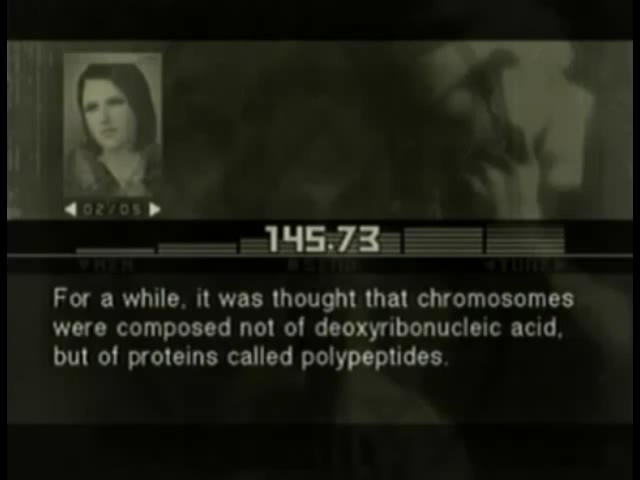 02/05
145.73
For a while, it was thought that chromosomes
were composed not of deoxyribonucleic acid,
but of proteins called polypeptides.